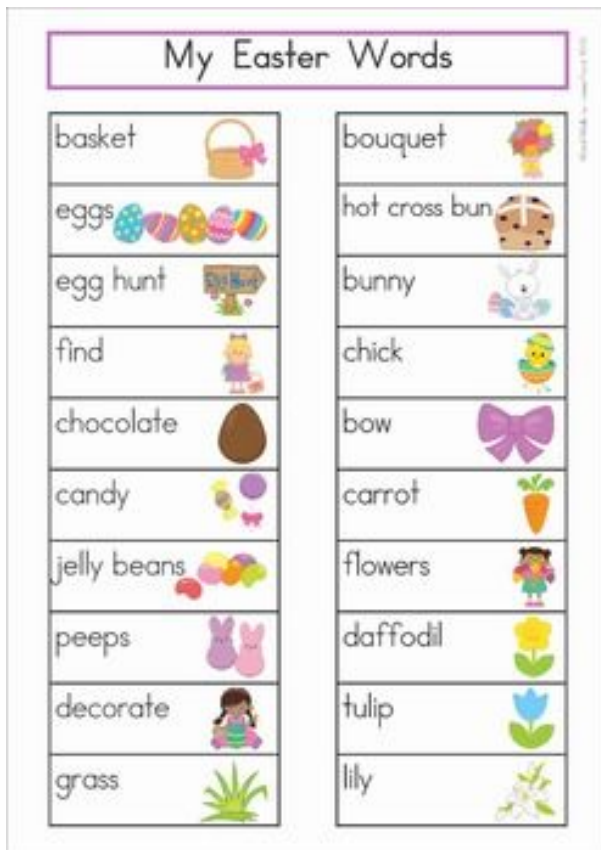 My Easter Words
basket
eggs
egg hunt
find
chocolate
candy
jelly beans
peeps
decorate
grass
bouquet
hot cross bun
bunny
chick
bow
carrot
flowers
daffodil
tulip
lily